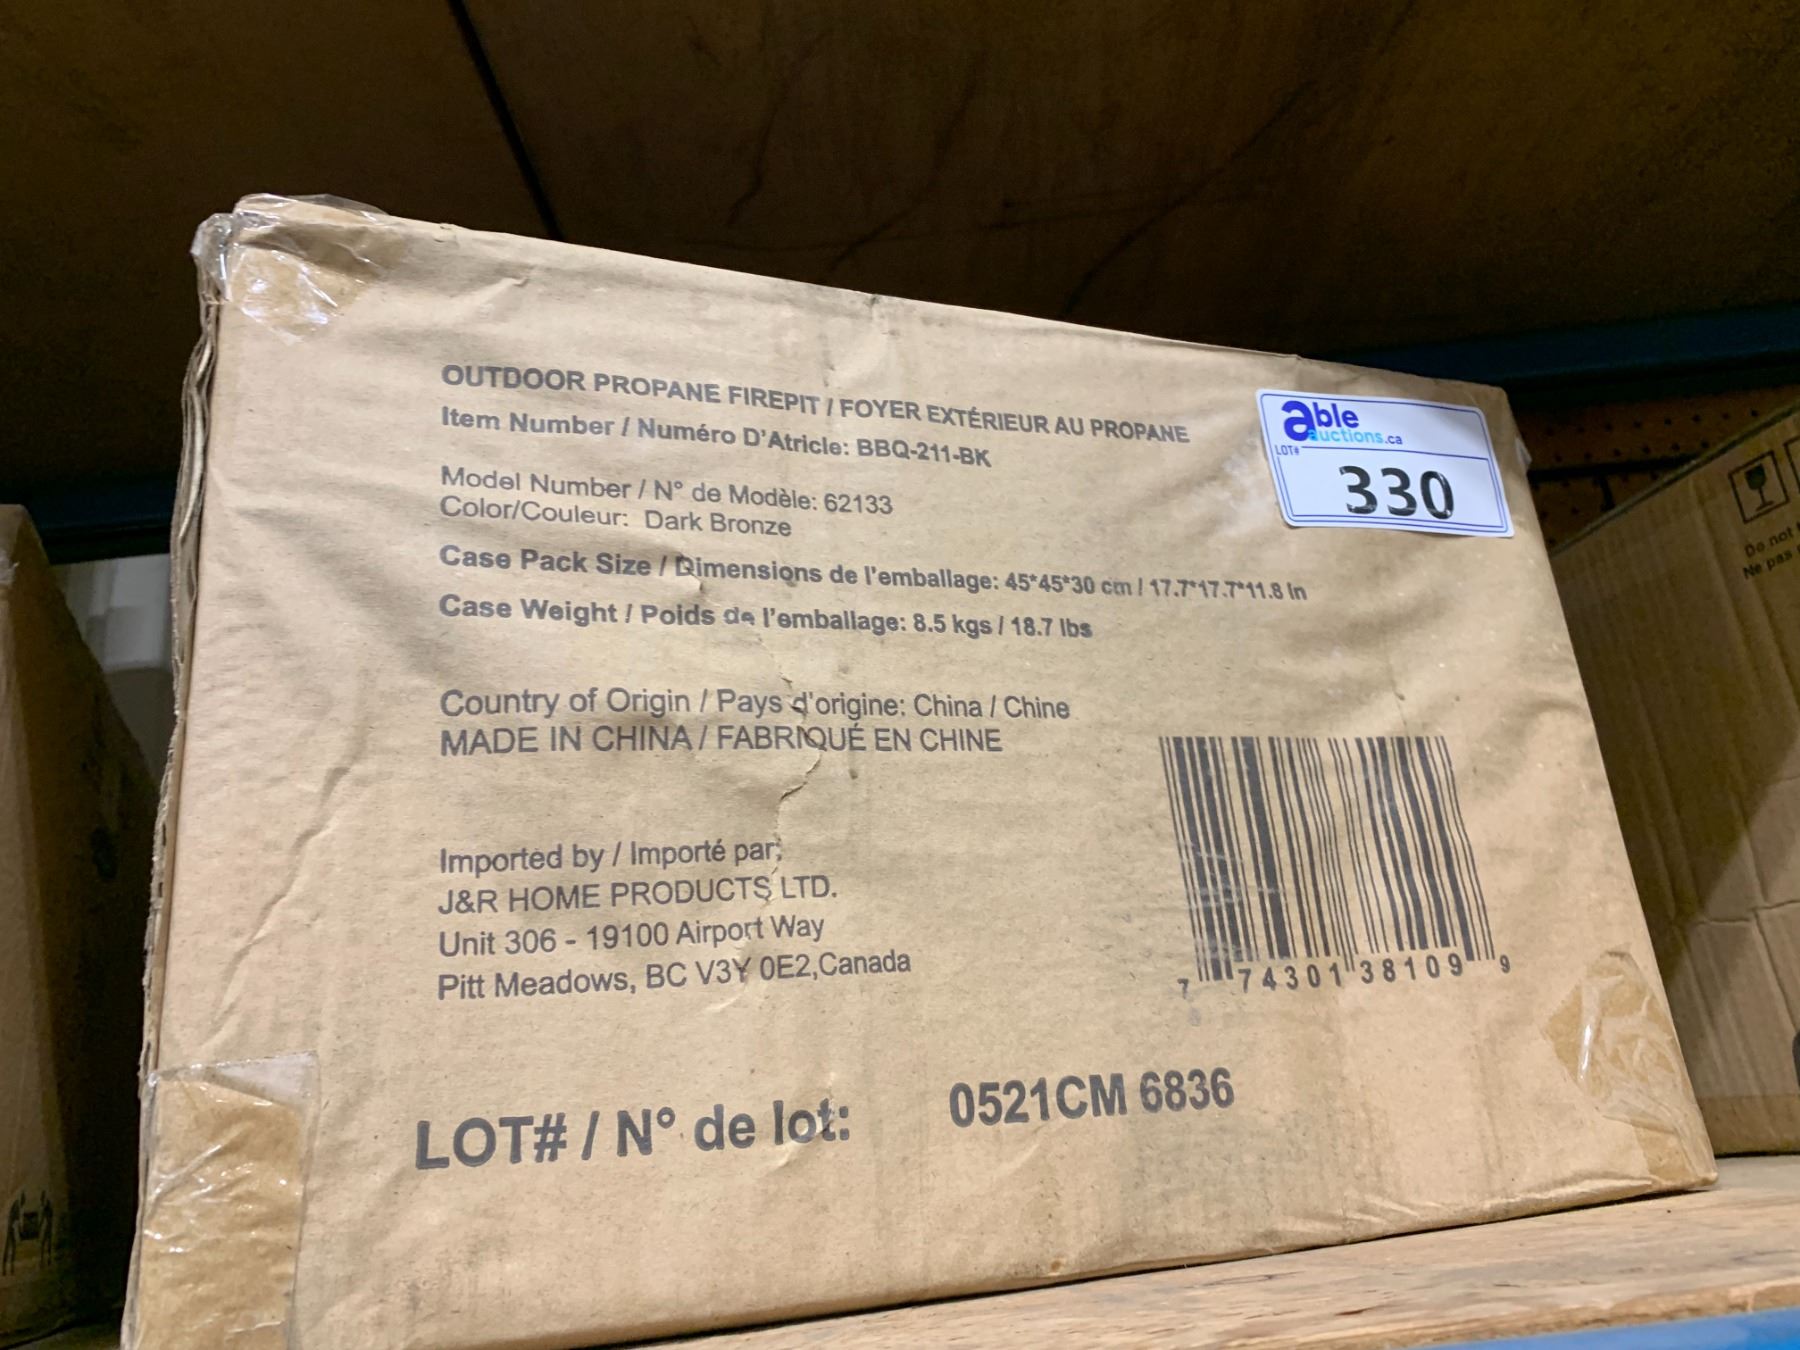 OUTDOOR PROPANE FIREPIT / FOYER EXTÉRIEUR AU PROPANE
Item Number / Numéro D'Atricle: BBQ-211-BK
Model Number / N° de Modèle: 62133
Color/Couleur: Dark Bronze
Case Pack Size / Dimensions de l'emballage: 45*45*30 cm / 17.7*17.7*11.8 In
Case Weight / Poids de l'emballage: 8.5 kgs / 18.7 lbs
Country of Origin / Pays d'origine: China / Chine
MADE IN CHINA / FABRIQUÉ EN CHINE
Imported by / Importé par:
J&R HOME PRODUCTS LTD.
Unit 306 - 19100 Airport Way
Pitt Meadows, BC V3Y 0E2,Canada
LOT# / N° de lot: 0521CM 6836
7 74301 38109 9
able
auctions.ca
LOT#
330
Do not
Ne pas